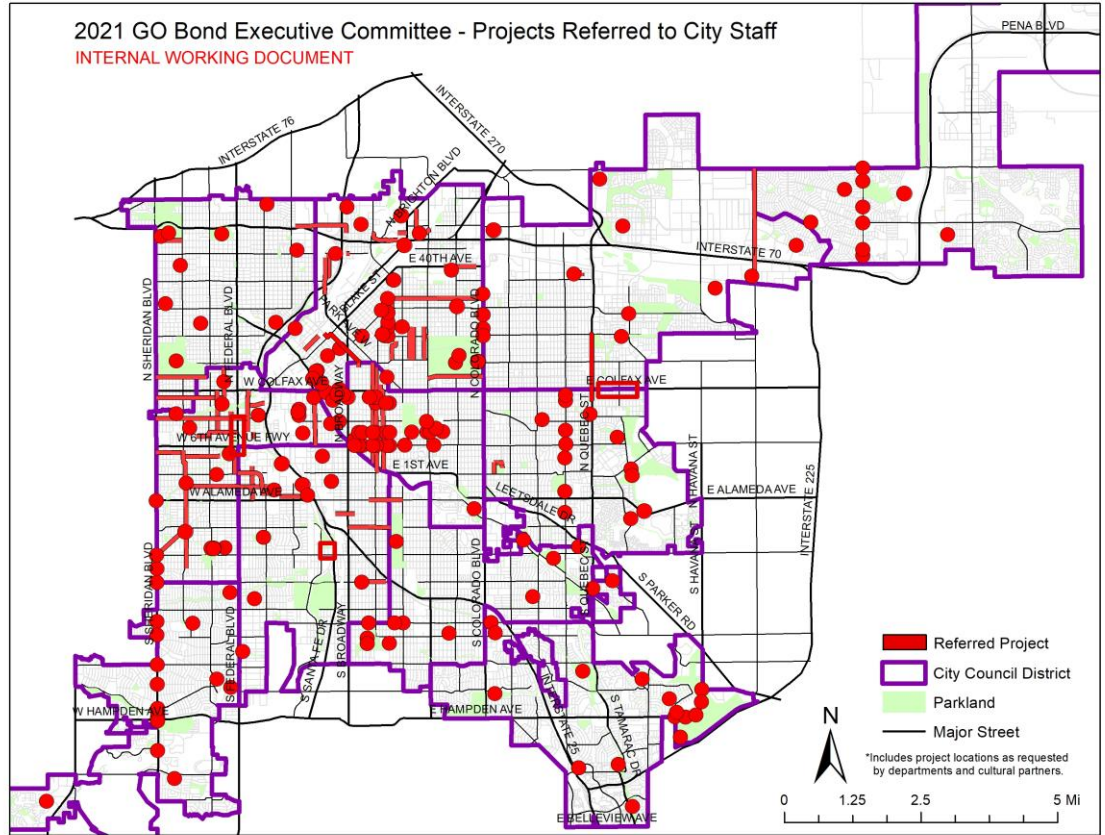 2021 GO Bond Executive Committee - Projects Referred to City Staff
INTERNAL WORKING DOCUMENT
PENA BLVD
INTERSTATE 76
INTERSTATE 270
N BRIGHTON BLVD
INTERSTATE 70
E 40TH AVE
BLAKE ST
PARK AVE W
N SHERIDAN BLVD
N FEDERAL BLVD
N COLORADO BLVD
W COLFAX AVE
E COLFAX AVE
N BROADWAY
N QUEBEC ST
W 6TH AVENUE FWY
E 1ST AVE
N HAVANA ST
W ALAMEDA AVE
LEETSDALE DR
E ALAMEDA AVE
INTERSTATE 225
S SHERIDAN BLVD
S FEDERAL BLVD
S SANTA FE DR
S BROADWAY
S COLORADO BLVD
S QUEBEC ST
S HAVANA ST
S PARKER RD
W HAMPDEN AVE
E HAMPDEN AVE
INTERSTATE 25
S TAMARAC DR
E BELLEVIEW AVE
Referred Project
City Council District
Parkland
Major Street
*Includes project locations as requested
by departments and cultural partners.
N
0 1.25 2.5 5 Mi